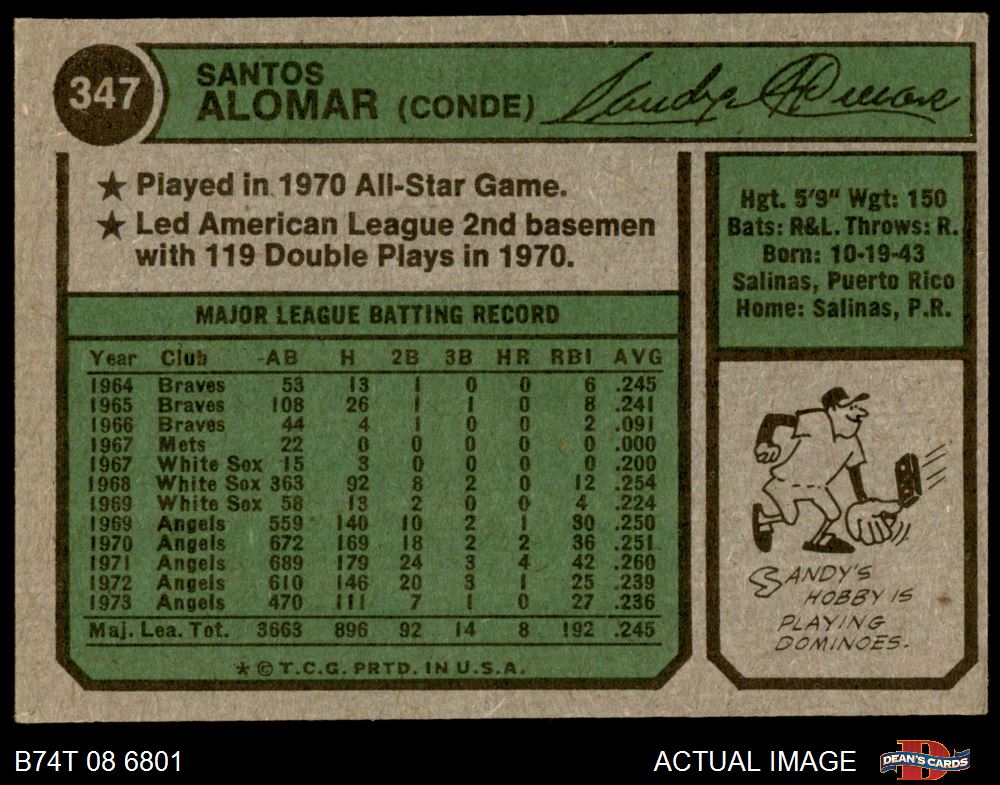 347
SANTOS
ALOMAR (CONDE)
Sandy Alomar
★ Played in 1970 All-Star Game.
★ Led American League 2nd basemen
with 119 Double Plays in 1970.
MAJOR LEAGUE BATTING RECORD
Year Club AB H 2B 3B HR RBI AVG
1964 Braves 53 13 1 0 0 6 .245
1965 Braves 108 26 1 1 0 8 .241
1966 Braves 44 4 1 0 0 2 .091
1967 Mets 22 0 0 0 0 0 .000
1967 White Sox 15 3 0 0 0 0 .200
1968 White Sox 363 92 8 2 0 12 .254
1969 White Sox 58 13 2 0 0 4 .224
1969 Angels 559 140 10 2 1 30 .250
1970 Angels 672 169 18 2 2 36 .251
1971 Angels 689 179 24 3 4 42 .260
1972 Angels 610 146 20 3 1 25 .239
1973 Angels 470 111 7 1 0 27 .236
Maj. Lea. Tot. 3663 896 92 14 8 192 .245
★ © T.C.G. PRTD. IN U.S.A.
Hgt. 5'9" Wgt: 150
Bats: R&L. Throws: R.
Born: 10-19-43
Salinas, Puerto Rico
Home: Salinas, P.R.
SANDY'S
HOBBY IS
PLAYING
DOMINOES.
B74T 08 6801
ACTUAL IMAGE
D
DEAN'S CARDS